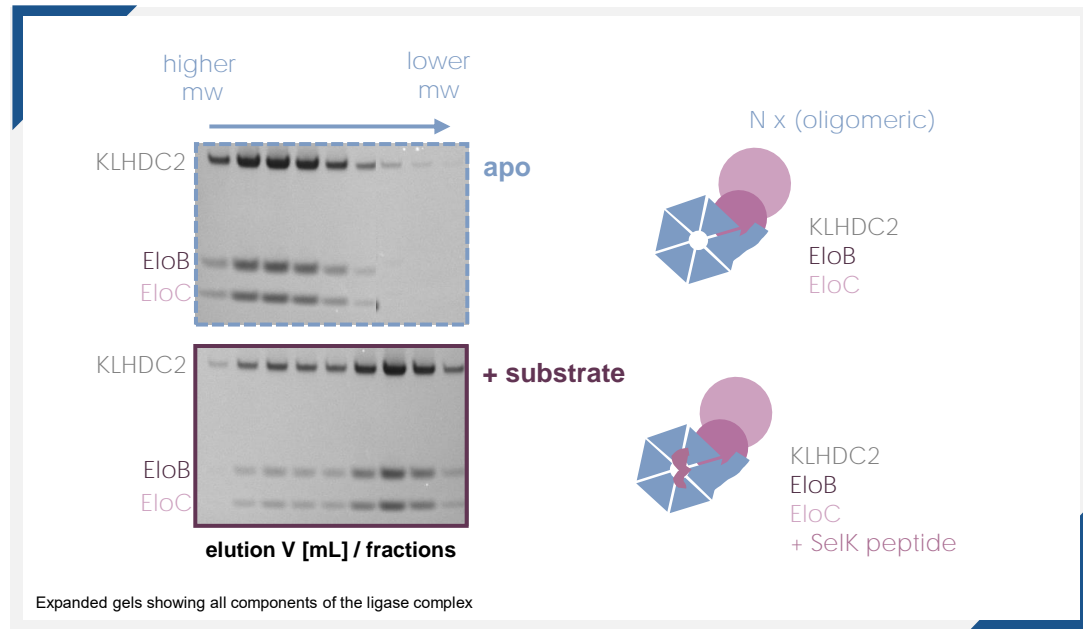 higher
mw
lower
mw
KLHDC2
EloB
EloC
apo
N x (oligomeric)
KLHDC2
EloB
EloC
KLHDC2
EloB
EloC
+ substrate
KLHDC2
EloB
EloC
+ SelK peptide
elution V [mL] / fractions
Expanded gels showing all components of the ligase complex